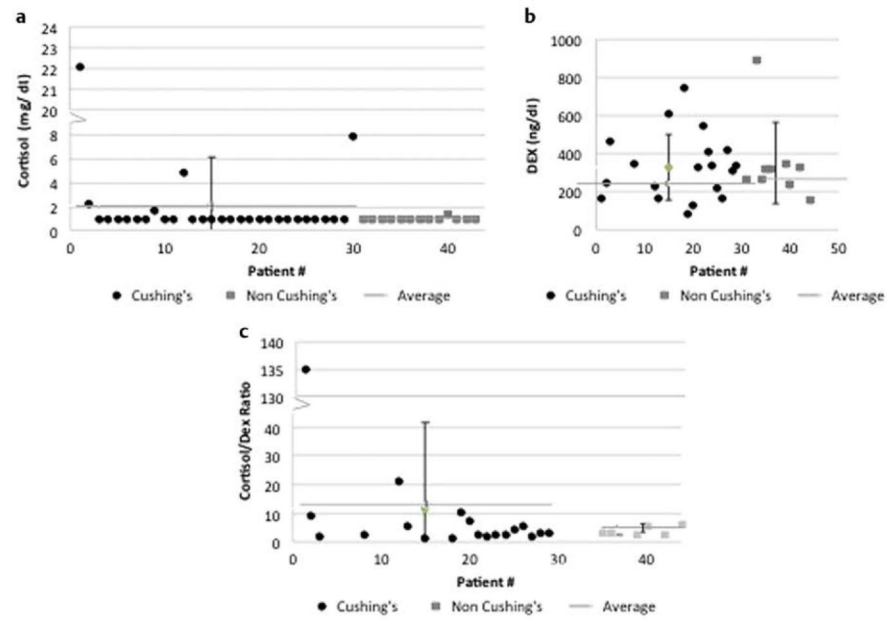 a
24
23
22
21
20
8
6
4
2
0
Cortisol (mg/ dl)
0 10 20 30 40
Patient #
Cushing's Non Cushing's Average
b
1000
800
600
400
200
0
DEX (ng/dl)
0 10 20 30 40 50
Patient #
Cushing's Non Cushing's Average
c
140
135
130
40
30
20
10
0
Cortisol/Dex Ratio
0 10 20 30 40
Patient #
Cushing's Non Cushing's Average